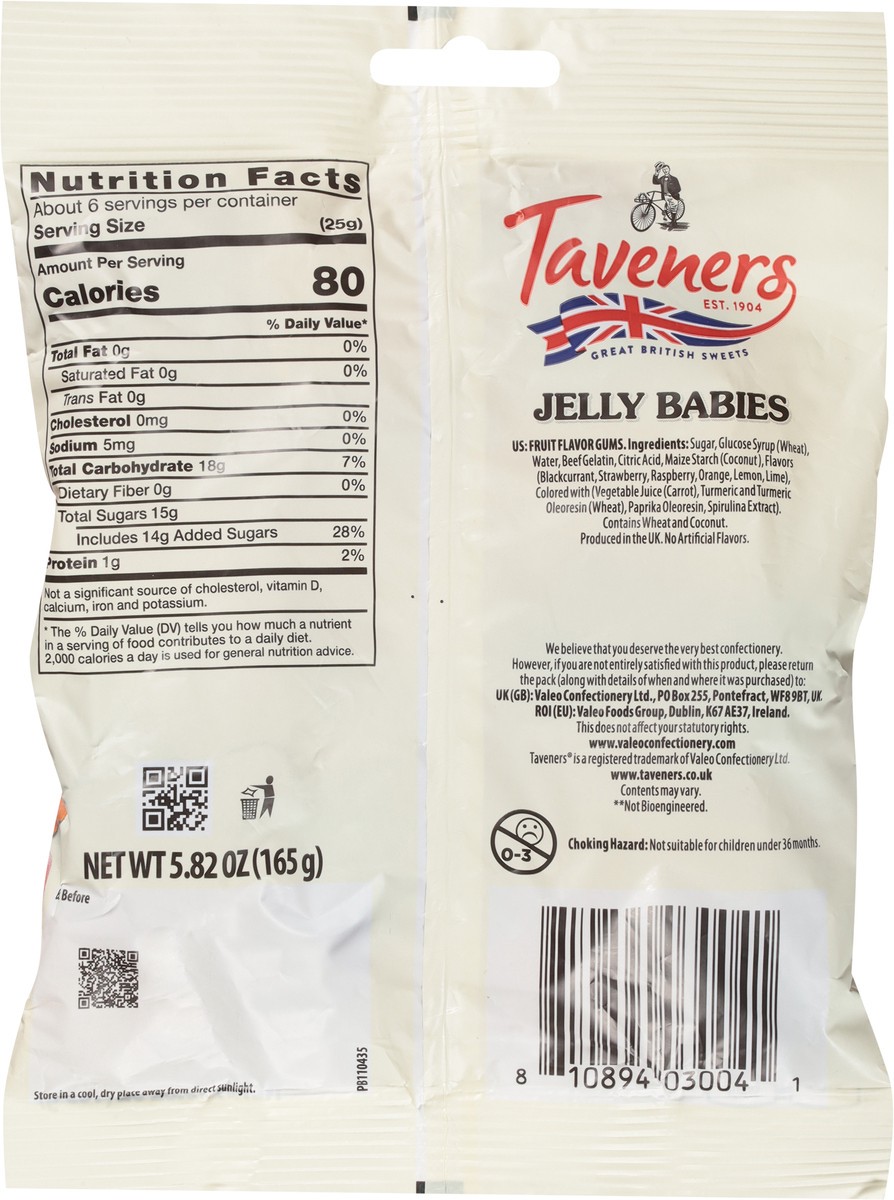 Nutrition Facts
About 6 servings per container
Serving Size (25g)
Amount Per Serving
Calories 80
% Daily Value*
Total Fat 0g 0%
Saturated Fat 0g 0%
Trans Fat 0g
Cholesterol 0mg 0%
Sodium 5mg 0%
Total Carbohydrate 18g 7%
Dietary Fiber 0g 0%
Total Sugars 15g
Includes 14g Added Sugars 28%
Protein 1g 2%
Not a significant source of cholesterol, vitamin D,
calcium, iron and potassium.
* The % Daily Value (DV) tells you how much a nutrient
in a serving of food contributes to a daily diet.
2,000 calories a day is used for general nutrition advice.
NET WT 5.82 OZ (165 g)
Before
Store in a cool, dry place away from direct sunlight.
PB110435
Taveners
EST. 1904
GREAT BRITISH SWEETS
JELLY BABIES
US: FRUIT FLAVOR GUMS. Ingredients: Sugar, Glucose Syrup (Wheat),
Water, Beef Gelatin, Citric Acid, Maize Starch (Coconut), Flavors
(Blackcurrant, Strawberry, Raspberry, Orange, Lemon, Lime),
Colored with (Vegetable Juice (Carrot), Turmeric and Turmeric
Oleoresin (Wheat), Paprika Oleoresin, Spirulina Extract).
Contains Wheat and Coconut.
Produced in the UK. No Artificial Flavors.
We believe that you deserve the very best confectionery.
However, if you are not entirely satisfied with this product, please return
the pack (along with details of when and where it was purchased) to:
UK (GB): Valeo Confectionery Ltd., PO Box 255, Pontefract, WF8 9BT, UK.
ROI (EU): Valeo Foods Group, Dublin, K67 AE37, Ireland.
This does not affect your statutory rights.
www.valeoconfectionery.com
Taveners® is a registered trademark of Valeo Confectionery Ltd.
www.taveners.co.uk
Contents may vary.
**Not Bioengineered.
0-3
Choking Hazard: Not suitable for children under 36 months.
8 10894 03004 1